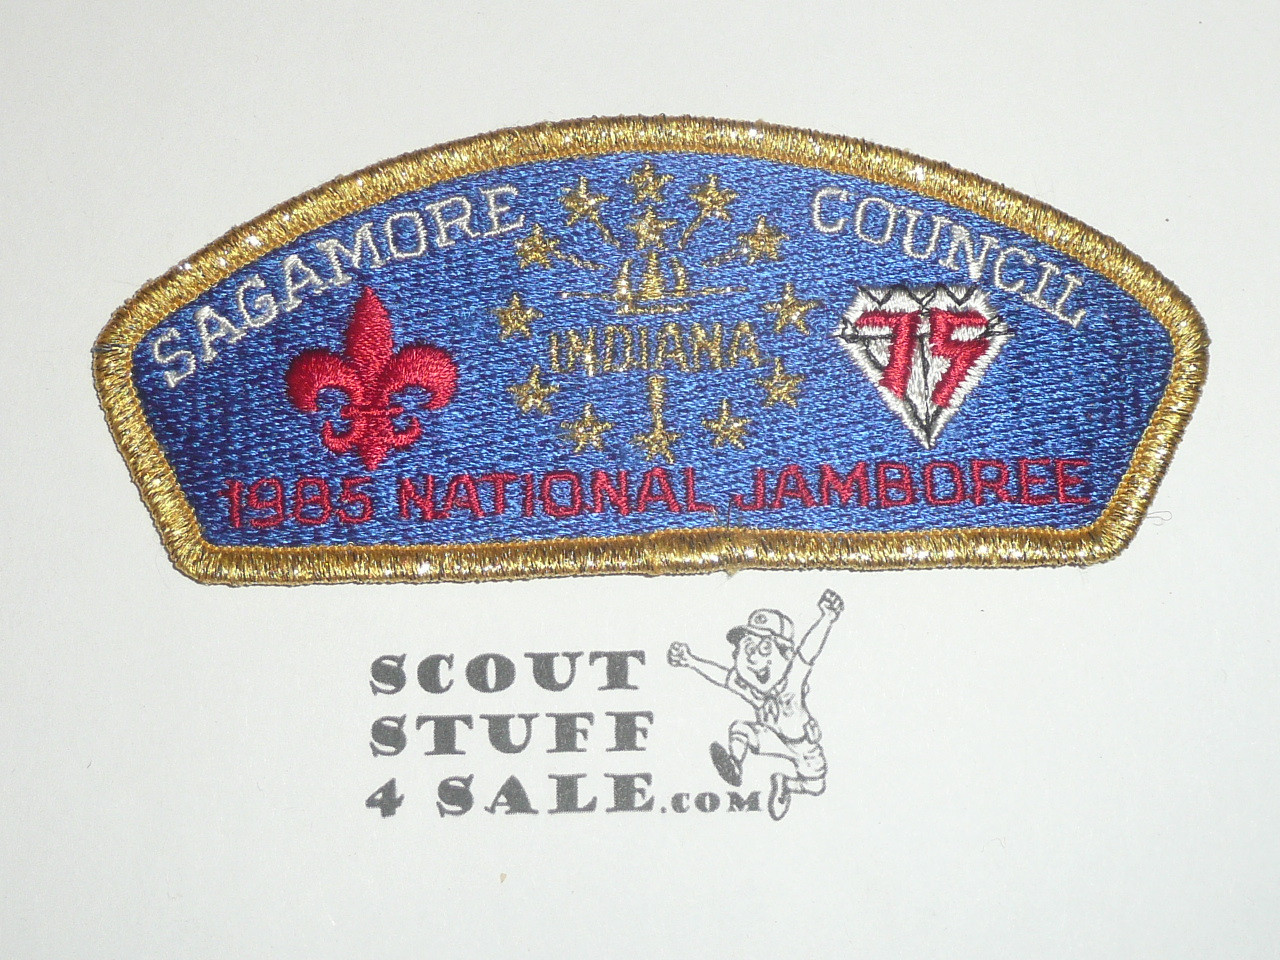 SAGAMORE COUNCIL
INDIANA
75
1985 NATIONAL JAMBOREE
SCOUT
STUFF
4 SALE.COM